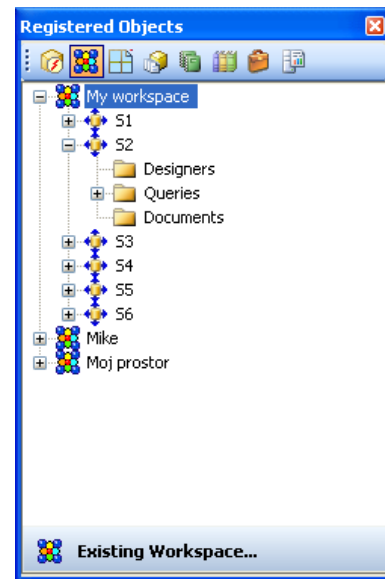 Registered Objects
My workspace
S1
S2
Designers
Queries
Documents
S3
S4
S5
S6
Mike
Moj prostor
Existing Workspace...